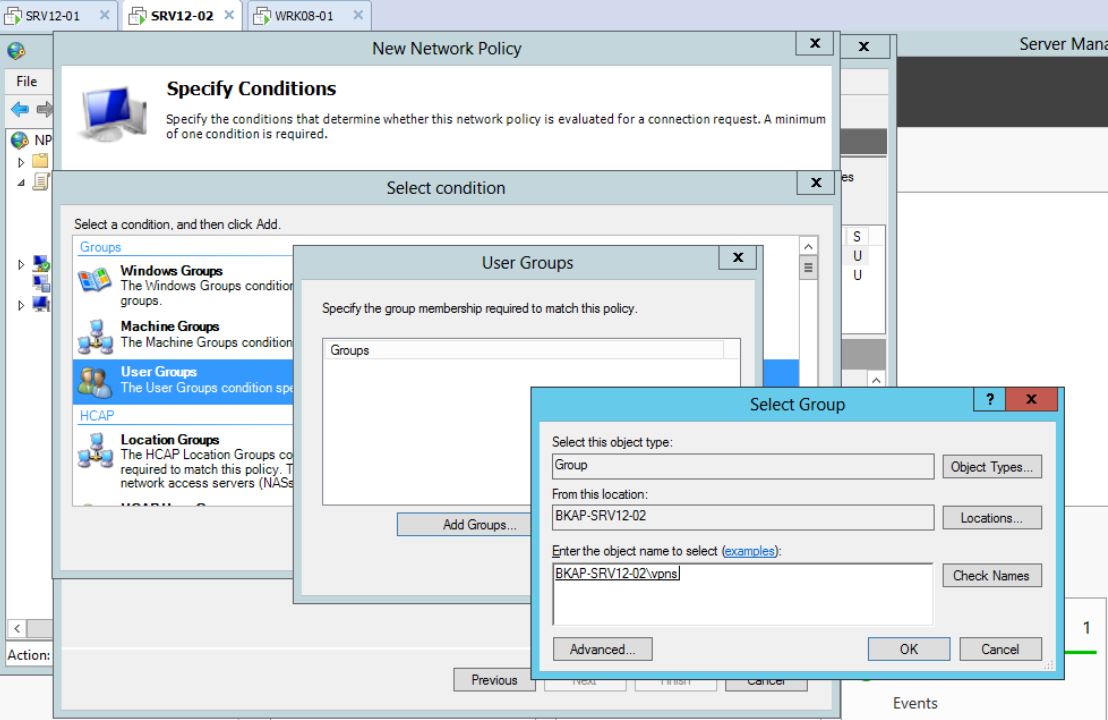 SRV12-01
SRV12-02
WRK08-01
New Network Policy
Server Mana
File
Specify Conditions
Specify the conditions that determine whether this network policy is evaluated for a connection request. A minimum
of one condition is required.
NP
Select condition
es
Select a condition, and then click Add.
Groups
Windows Groups
The Windows Groups condition
groups.
Machine Groups
The Machine Groups condition
User Groups
The User Groups condition spe
HCAP
Location Groups
The HCAP Location Groups co
required to match this policy. T
network access servers (NASs
S
U
U
User Groups
Specify the group membership required to match this policy.
Groups
Add Groups...
Select Group
Select this object type:
Group
Object Types...
From this location:
BKAP-SRV12-02
Locations...
Enter the object name to select (examples):
BKAP-SRV12-02\vpns
Check Names
Advanced...
OK
Cancel
1
Action:
Previous
Next
Finish
Cancel
Events